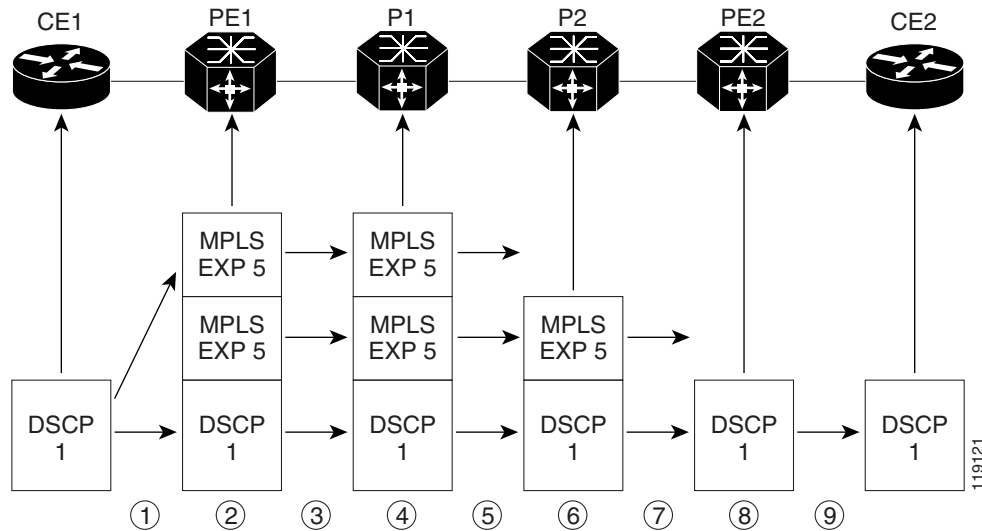 CE1 PE1 P1 P2 PE2 CE2
MPLS
EXP 5
MPLS
EXP 5
MPLS
EXP 5
MPLS
EXP 5
MPLS
EXP 5
DSCP
1
DSCP
1
DSCP
1
DSCP
1
DSCP
1
DSCP
1
119121
1 2 3 4 5 6 7 8 9